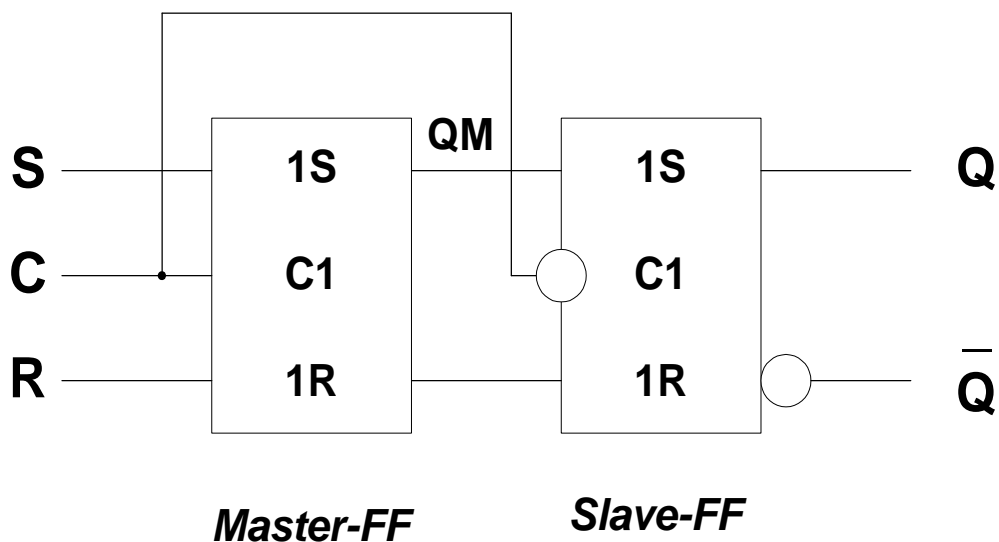 QM
S 1S 1S Q
C C1 C1
R 1R 1R Q̅
Master-FF Slave-FF